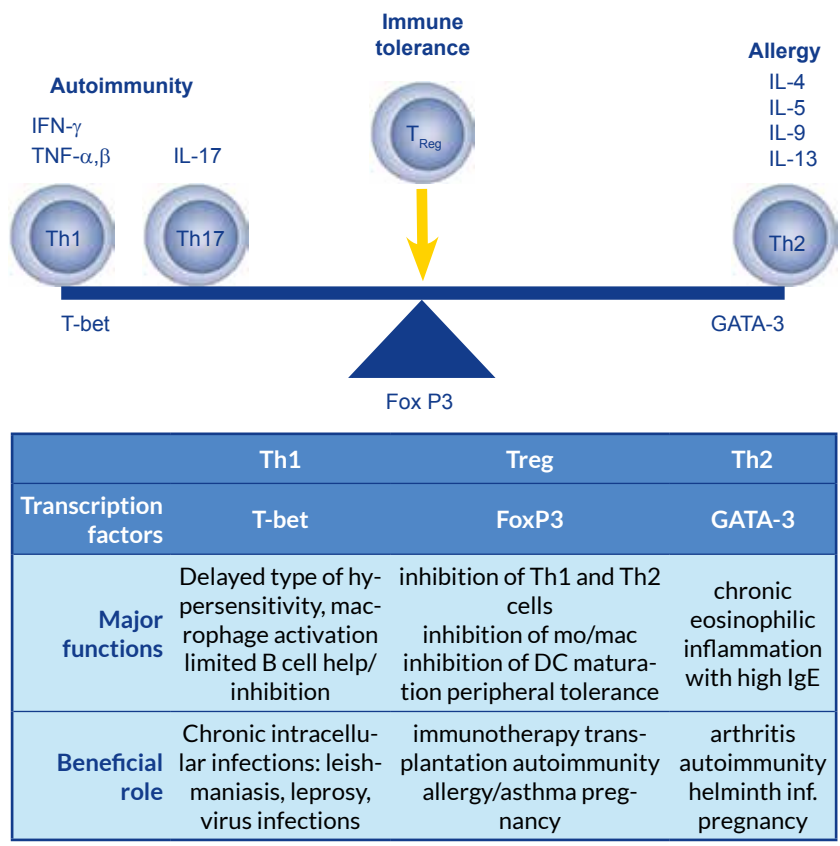 Immune
tolerance
Autoimmunity
Allergy
IFN-γ
TNF-α,β
IL-17
IL-4
IL-5
IL-9
IL-13
Th1
Th17
T Reg
Th2
T-bet
GATA-3
Fox P3
Th1 Treg Th2
Transcription
factors
T-bet FoxP3 GATA-3
Major
functions
Delayed type of hy-
persensitivity, mac-
rophage activation
limited B cell help/
inhibition
inhibition of Th1 and Th2
cells
inhibition of mo/mac
inhibition of DC matura-
tion peripheral tolerance
chronic
eosinophilic
inflammation
with high IgE
Beneficial
role
Chronic intracellu-
lar infections: leish-
maniasis, leprosy,
virus infections
immunotherapy trans-
plantation autoimmunity
allergy/asthma preg-
nancy
arthritis
autoimmunity
helminth inf.
pregnancy